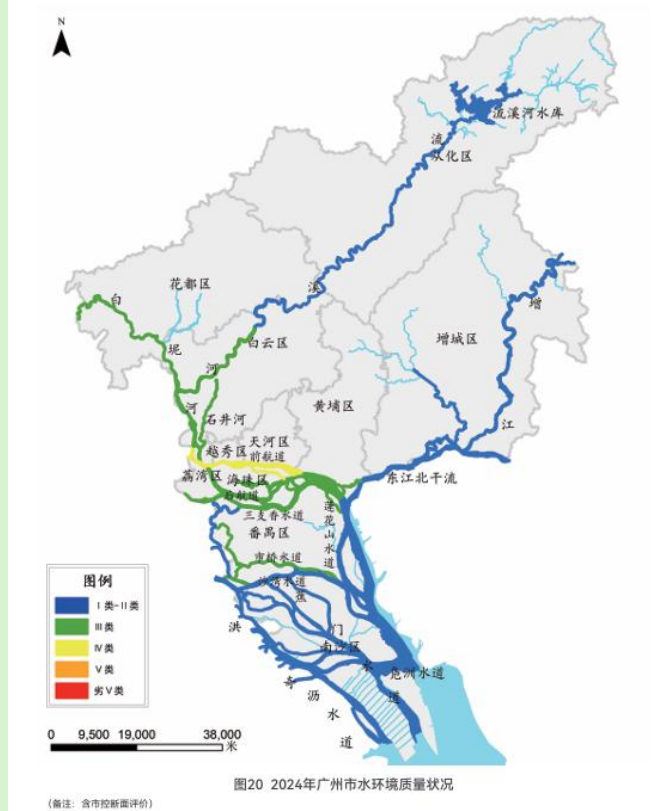 N
流溪河水库
流
从化区
花都区
溪
白
增
坭
河
白云区
增城区
黄埔区
河
石井河
江
天河区
越秀区
前航道
荔湾区
海珠区
后航道
东江北干流
三支香水道
莲花山水道
番禺区
市桥水道
沙湾水道
蕉
洪
门
南沙区
水
凫洲水道
奇
沥
道
水
道
图例
I类-II类
III类
IV类
V类
劣V类
0 9,500 19,000 38,000
米
图20 2024年广州市水环境质量状况
(备注: 含市控断面评价)